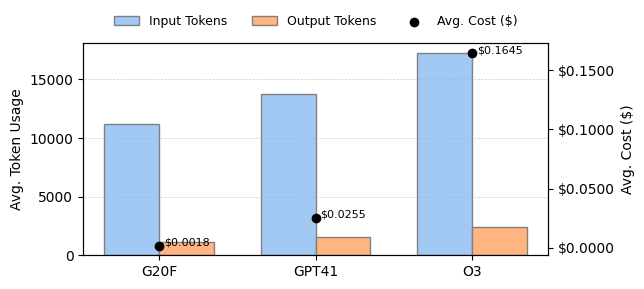 Input Tokens Output Tokens Avg. Cost ($)
Avg. Token Usage
15000
10000
5000
0
$0.1645
$0.0255
$0.0018
$0.1500
$0.1000
$0.0500
$0.0000
Avg. Cost ($)
G20F GPT41 O3